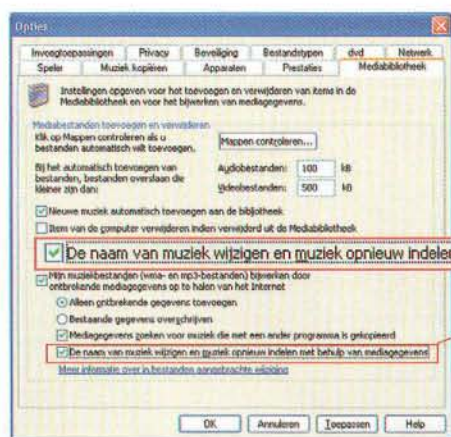 Opties
Invoegtoepassingen Privacy Beveiliging Bestandstypen dvd Netwerk
Speler Muziek kopiëren Apparaten Prestaties Mediabibliotheek
Instellingen opgeven voor het toevoegen en verwijderen van items in de
Mediabibliotheek en voor het bijwerken van mediagegevens.
Mediabestanden toevoegen en verwijderen
Klik op Mappen controleren als u
bestanden automatisch wilt toevoegen.
Mappen controleren...
Bij het automatisch toevoegen van
bestanden, bestanden overslaan die
kleiner zijn dan:
Audiobestanden: 100 kB
Videobestanden: 500 kB
Nieuwe muziek automatisch toevoegen aan de bibliotheek
Item van de computer verwijderen indien verwijderd uit de Mediabibliotheek
De naam van muziek wijzigen en muziek opnieuw indelen
Mijn muziekbestanden (wma- en mp3-bestanden) bijwerken door
ontbrekende mediagegevens op te halen van het Internet
Alleen ontbrekende gegevens toevoegen
Bestaande gegevens overschrijven
Mediagegevens zoeken voor muziek die met een ander programma is gekopieerd
De naam van muziek wijzigen en muziek opnieuw indelen met behulp van mediagegevens
Meer informatie over in bestanden aangebrachte wijziging
OK Annuleren Toepassen Help